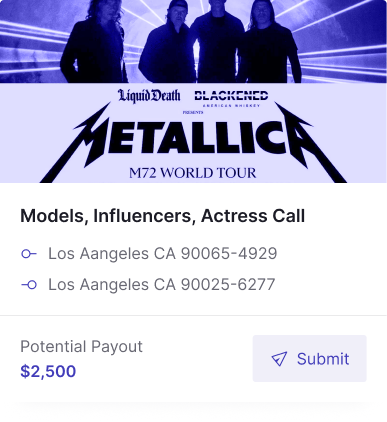 Liquid Death BLACKENED
AMERICAN WHISKEY
PRESENTS
METALLICA
M72 WORLD TOUR
Models, Influencers, Actress Call
Los Aangeles CA 90065-4929
Los Aangeles CA 90025-6277
Potential Payout
$2,500
Submit